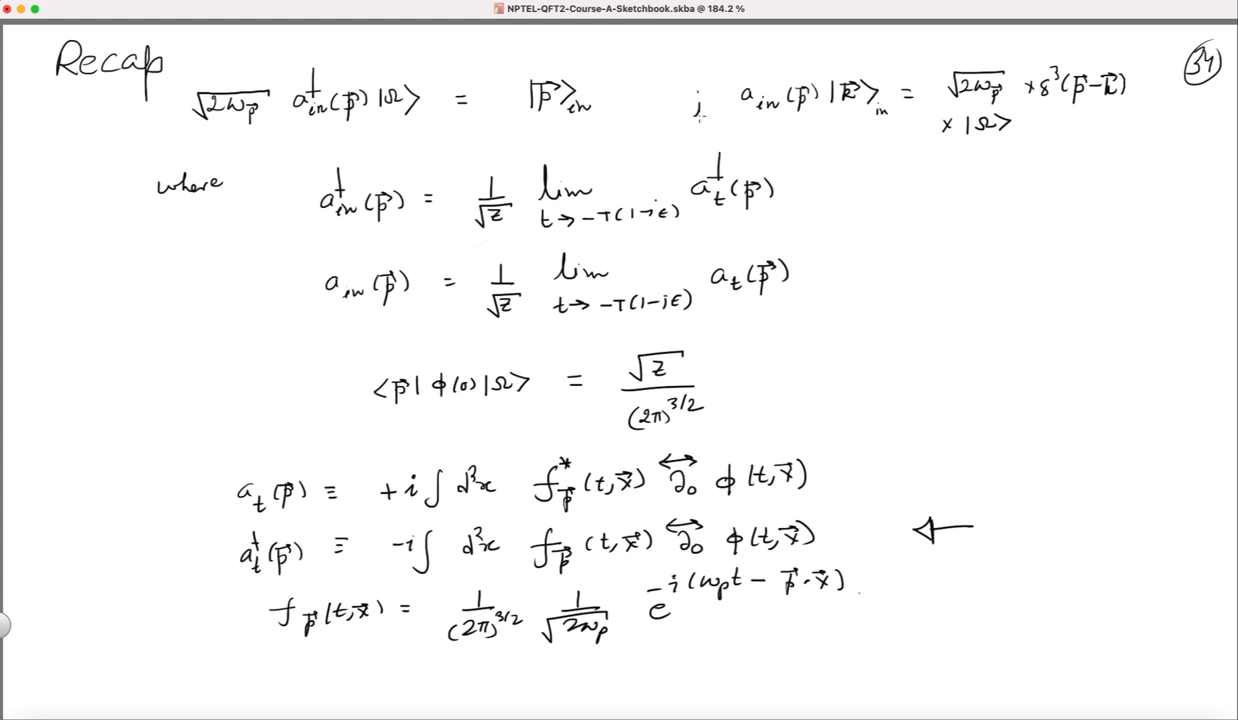 NPTEL-QFT2-Course-A-Sketchbook.skba @ 184.2 %
Recap
34
√2ω_p⃗ a†_in(p⃗)|Ω⟩ = |p⃗⟩_in ; a_in(p⃗)|k⃗⟩_in = √2ω_p⃗ × δ³(p⃗-k⃗)
× |Ω⟩
where a†_in(p⃗) = 1/√Z lim_{t→-T(1-iε)} a†_t(p⃗)
a_in(p⃗) = 1/√Z lim_{t→-T(1-iε)} a_t(p⃗)
⟨p⃗|ϕ(0)|Ω⟩ = √Z/(2π)^{3/2}
a_t(p⃗) ≡ +i∫d³x f*_p⃗(t,x⃗) ∂↔₀ ϕ(t,x⃗)
a†_t(p⃗) ≡ -i∫d³x f_p⃗(t,x⃗) ∂↔₀ ϕ(t,x⃗)
f_p⃗(t,x⃗) = 1/(2π)^{3/2} 1/√2ω_p e^{-i(ω_p t - p⃗·x⃗)}.